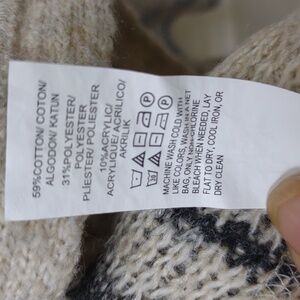 59%COTTON/ COTON/
ALGODON/ KATUN
31%POLYESTER/
POLYESTER
PLIESTER/ POLIESTER
10%ACRYLIC/
ACRYLIQUE/ ACRILICO/
AKRILIK
MACHINE WASH COLD WITH
LIKE COLORS, WASH IN A NET
BAG, ONLY NON-CHLORINE
BLEACH WHEN NEEDED, LAY
FLAT TO DRY, COOL IRON, OR
DRY CLEAN